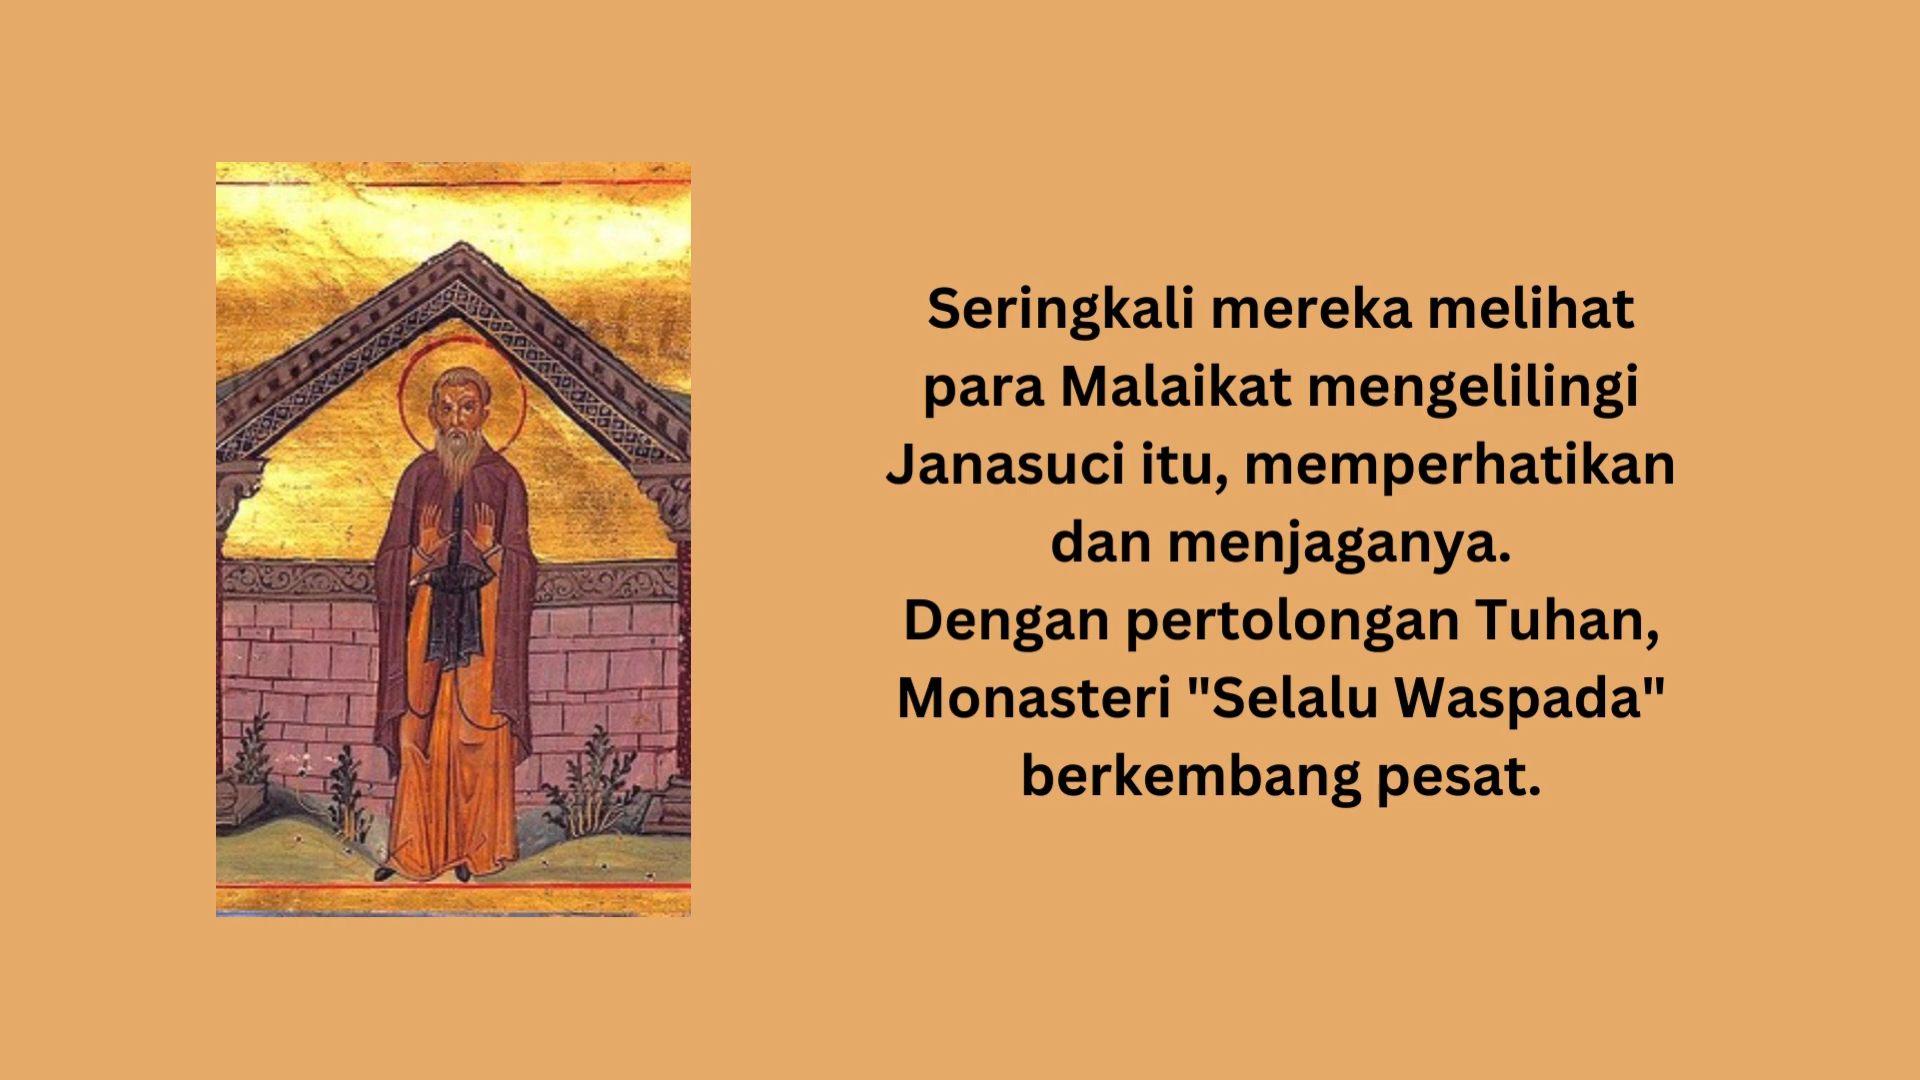 Seringkali mereka melihat
para Malaikat mengelilingi
Janasuci itu, memperhatikan
dan menjaganya.
Dengan pertolongan Tuhan,
Monasteri "Selalu Waspada"
berkembang pesat.